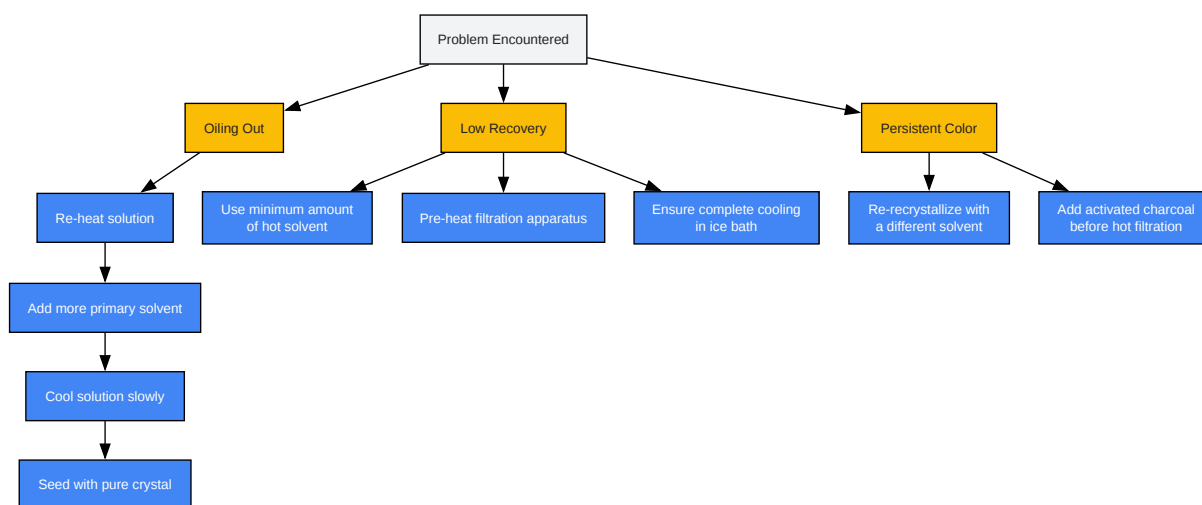 Problem Encountered
Oiling Out
Low Recovery
Persistent Color
Re-heat solution
Use minimum amount
of hot solvent
Pre-heat filtration apparatus
Ensure complete cooling
in ice bath
Re-recrystallize with
a different solvent
Add activated charcoal
before hot filtration
Add more primary solvent
Cool solution slowly
Seed with pure crystal